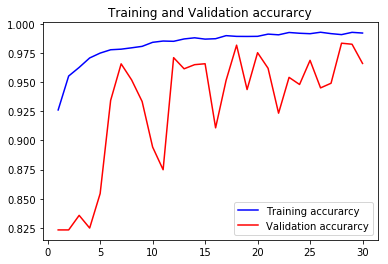 Training and Validation accurarcy
1.000
0.975
0.950
0.925
0.900
0.875
0.850
0.825
Training accurarcy
Validation accurarcy
0 5 10 15 20 25 30